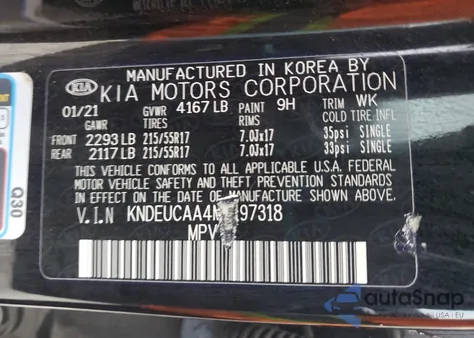 MANUFACTURED IN KOREA BY
KIA KIA MOTORS CORPORATION
01/21 GVWR 4167 LB PAINT 9H TRIM WK
GAWR TIRES RIMS COLD TIRE INFL
FRONT 2293 LB 215/55R17 7.0Jx17 35psi SINGLE
REAR 2117 LB 215/55R17 7.0Jx17 33psi SINGLE
THIS VEHICLE CONFORMS TO ALL APPLICABLE U.S.A. FEDERAL
MOTOR VEHICLE SAFETY AND THEFT PREVENTION STANDARDS
IN EFFECT ON THE DATE OF MANUFACTURE SHOWN ABOVE.
V.I.N
MPV
Q30
autoSnap